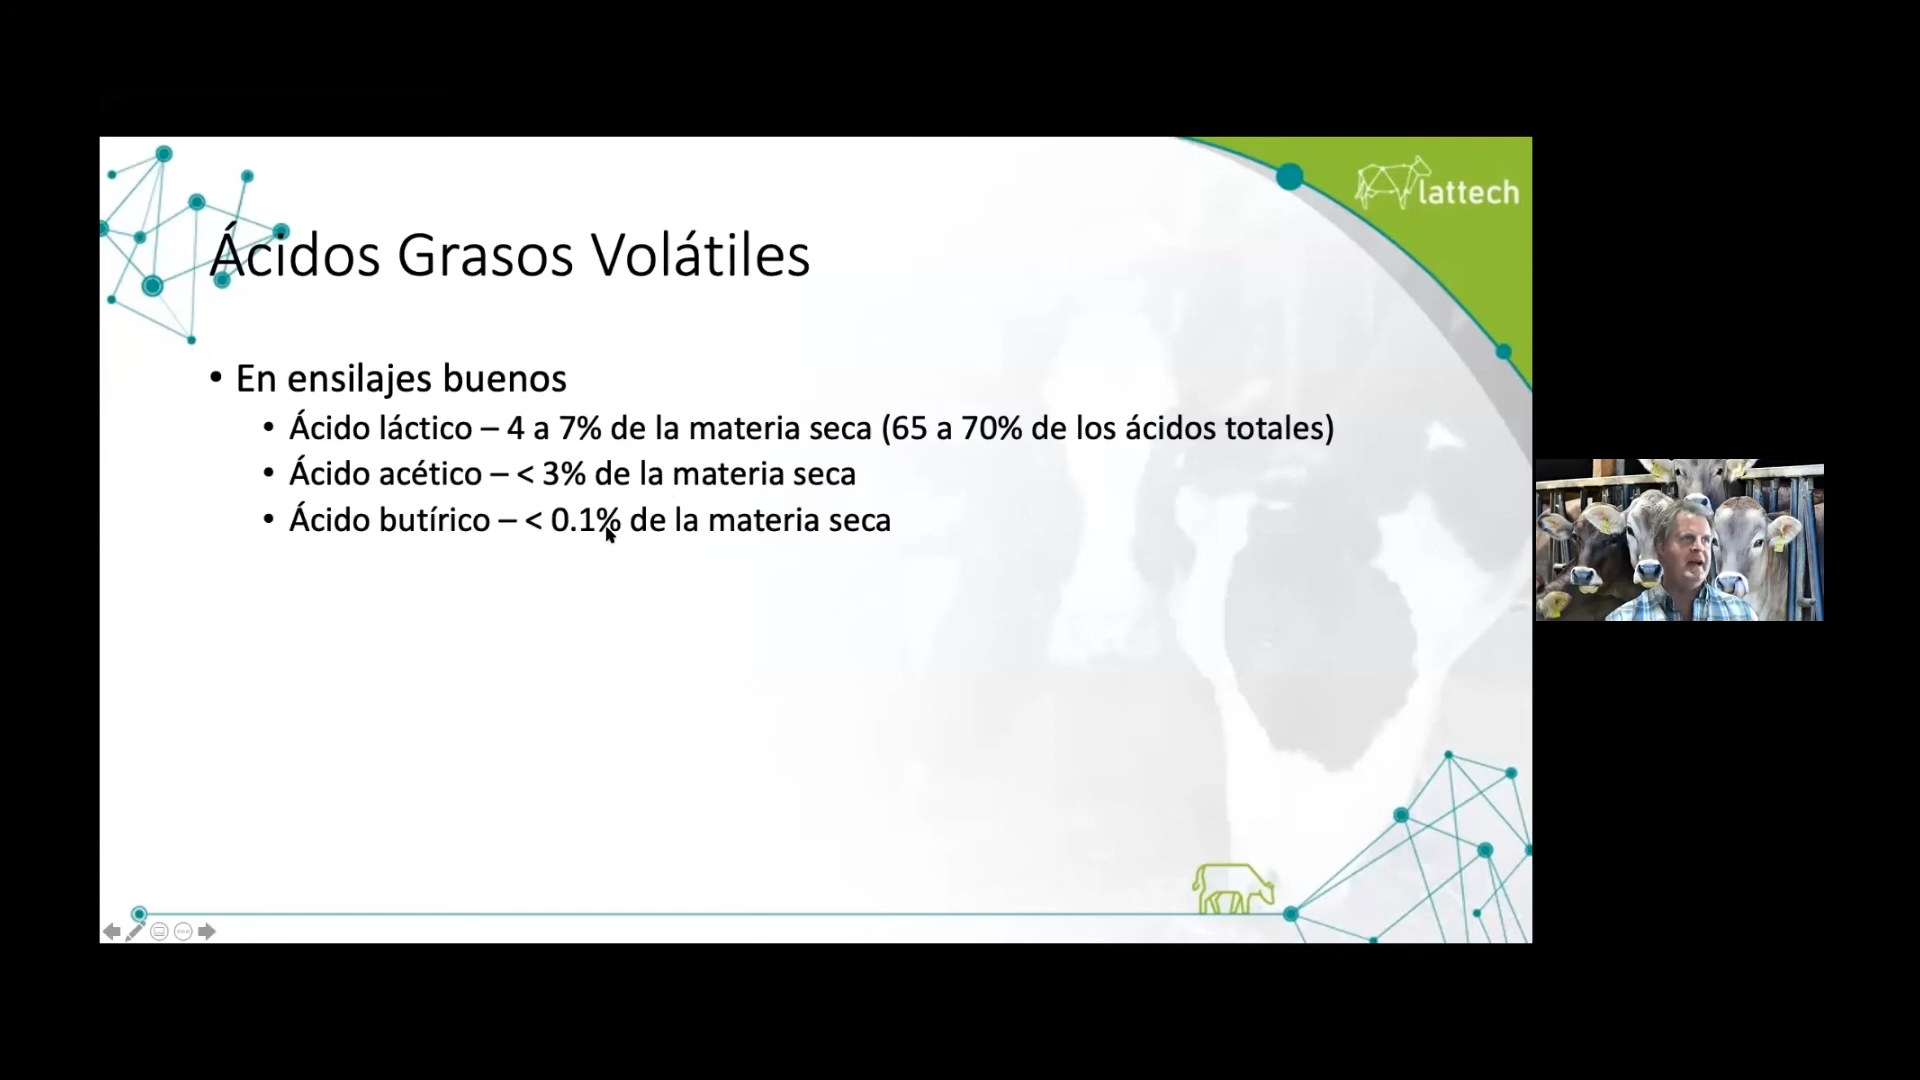 lattech
Ácidos Grasos Volátiles
• En ensilajes buenos
• Ácido láctico – 4 a 7% de la materia seca (65 a 70% de los ácidos totales)
• Ácido acético – < 3% de la materia seca
• Ácido butírico – < 0.1% de la materia seca